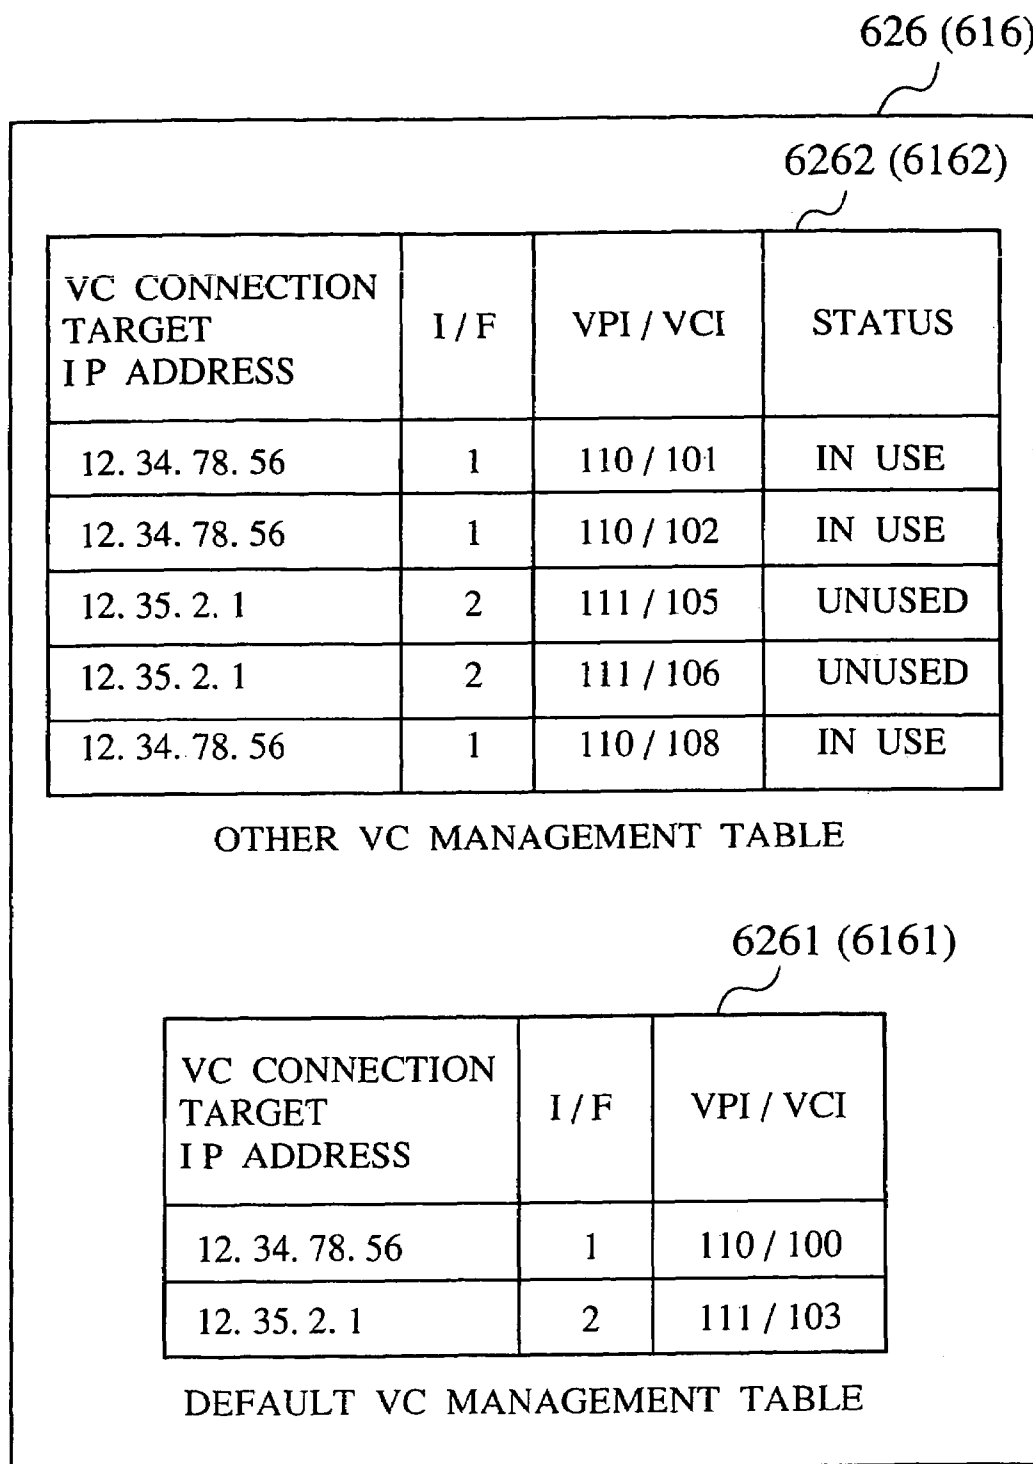 626 (616)
6262 (6162)
VC CONNECTION
TARGET
IP ADDRESS
I / F
VPI / VCI
STATUS
12. 34. 78. 56 1 110 / 101 IN USE
12. 34. 78. 56 1 110 / 102 IN USE
12. 35. 2. 1 2 111 / 105 UNUSED
12. 35. 2. 1 2 111 / 106 UNUSED
12. 34. 78. 56 1 110 / 108 IN USE
OTHER VC MANAGEMENT TABLE
6261 (6161)
VC CONNECTION
TARGET
IP ADDRESS
I / F
VPI / VCI
12. 34. 78. 56 1 110 / 100
12. 35. 2. 1 2 111 / 103
DEFAULT VC MANAGEMENT TABLE